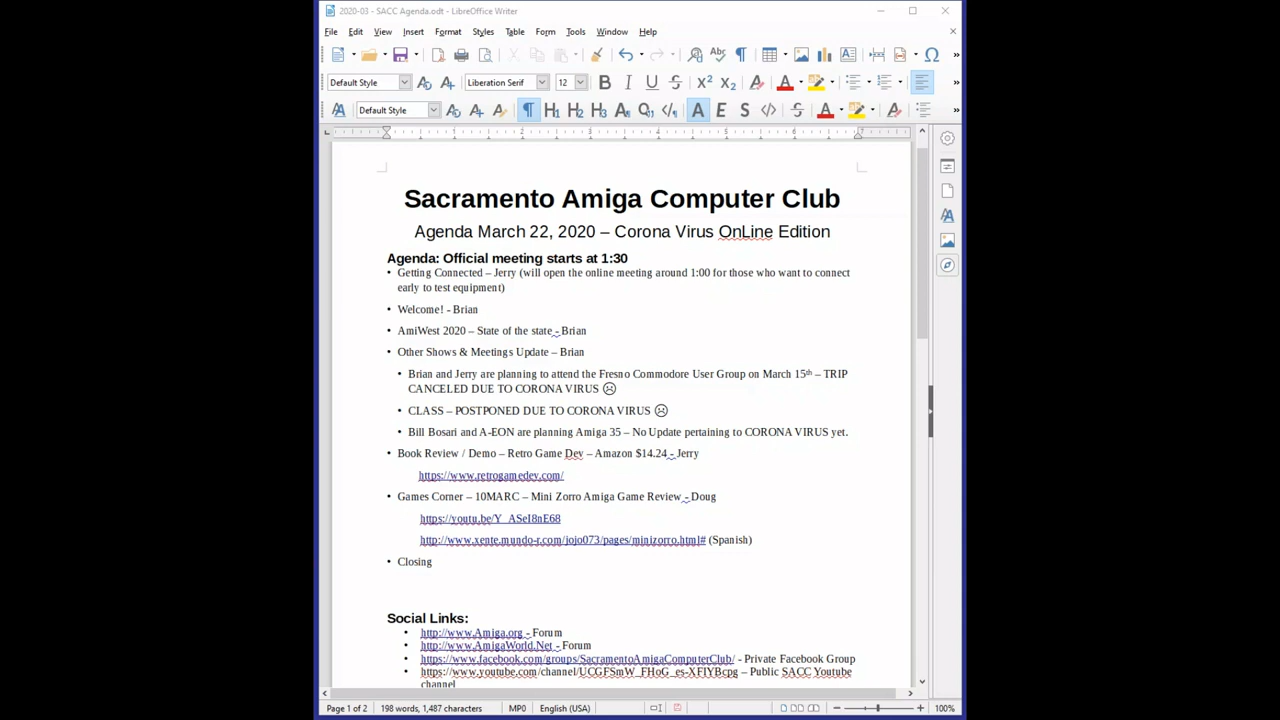 2020-03 - SACC Agenda.odt - LibreOffice Writer
File Edit View Insert Format Styles Table Form Tools Window Help
Default Style Liberation Serif 12
Default Style
Sacramento Amiga Computer Club
Agenda March 22, 2020 – Corona Virus OnLine Edition
Agenda: Official meeting starts at 1:30
• Getting Connected – Jerry (will open the online meeting around 1:00 for those who want to connect
early to test equipment)
• Welcome! - Brian
• AmiWest 2020 – State of the state - Brian
• Other Shows & Meetings Update – Brian
• Brian and Jerry are planning to attend the Fresno Commodore User Group on March 15th – TRIP
CANCELED DUE TO CORONA VIRUS ☹
• CLASS – POSTPONED DUE TO CORONA VIRUS ☹
• Bill Bosari and A-EON are planning Amiga 35 – No Update pertaining to CORONA VIRUS yet.
• Book Review / Demo – Retro Game Dev – Amazon $14.24 - Jerry
https://www.retrogamedev.com/
• Games Corner – 10MARC – Mini Zorro Amiga Game Review - Doug
https://youtu.be/Y_ASeI8nE68
http://www.xente.mundo-r.com/jojo073/pages/minizorro.html# (Spanish)
• Closing
Social Links:
• http://www.Amiga.org - Forum
• http://www.AmigaWorld.Net - Forum
• https://www.facebook.com/groups/SacramentoAmigaComputerClub/ - Private Facebook Group
• https://www.youtube.com/channel/UCGFSmW_FHoG_es-XFlYBcpg – Public SACC Youtube
channel
Page 1 of 2 198 words, 1,487 characters MP0 English (USA) 100%